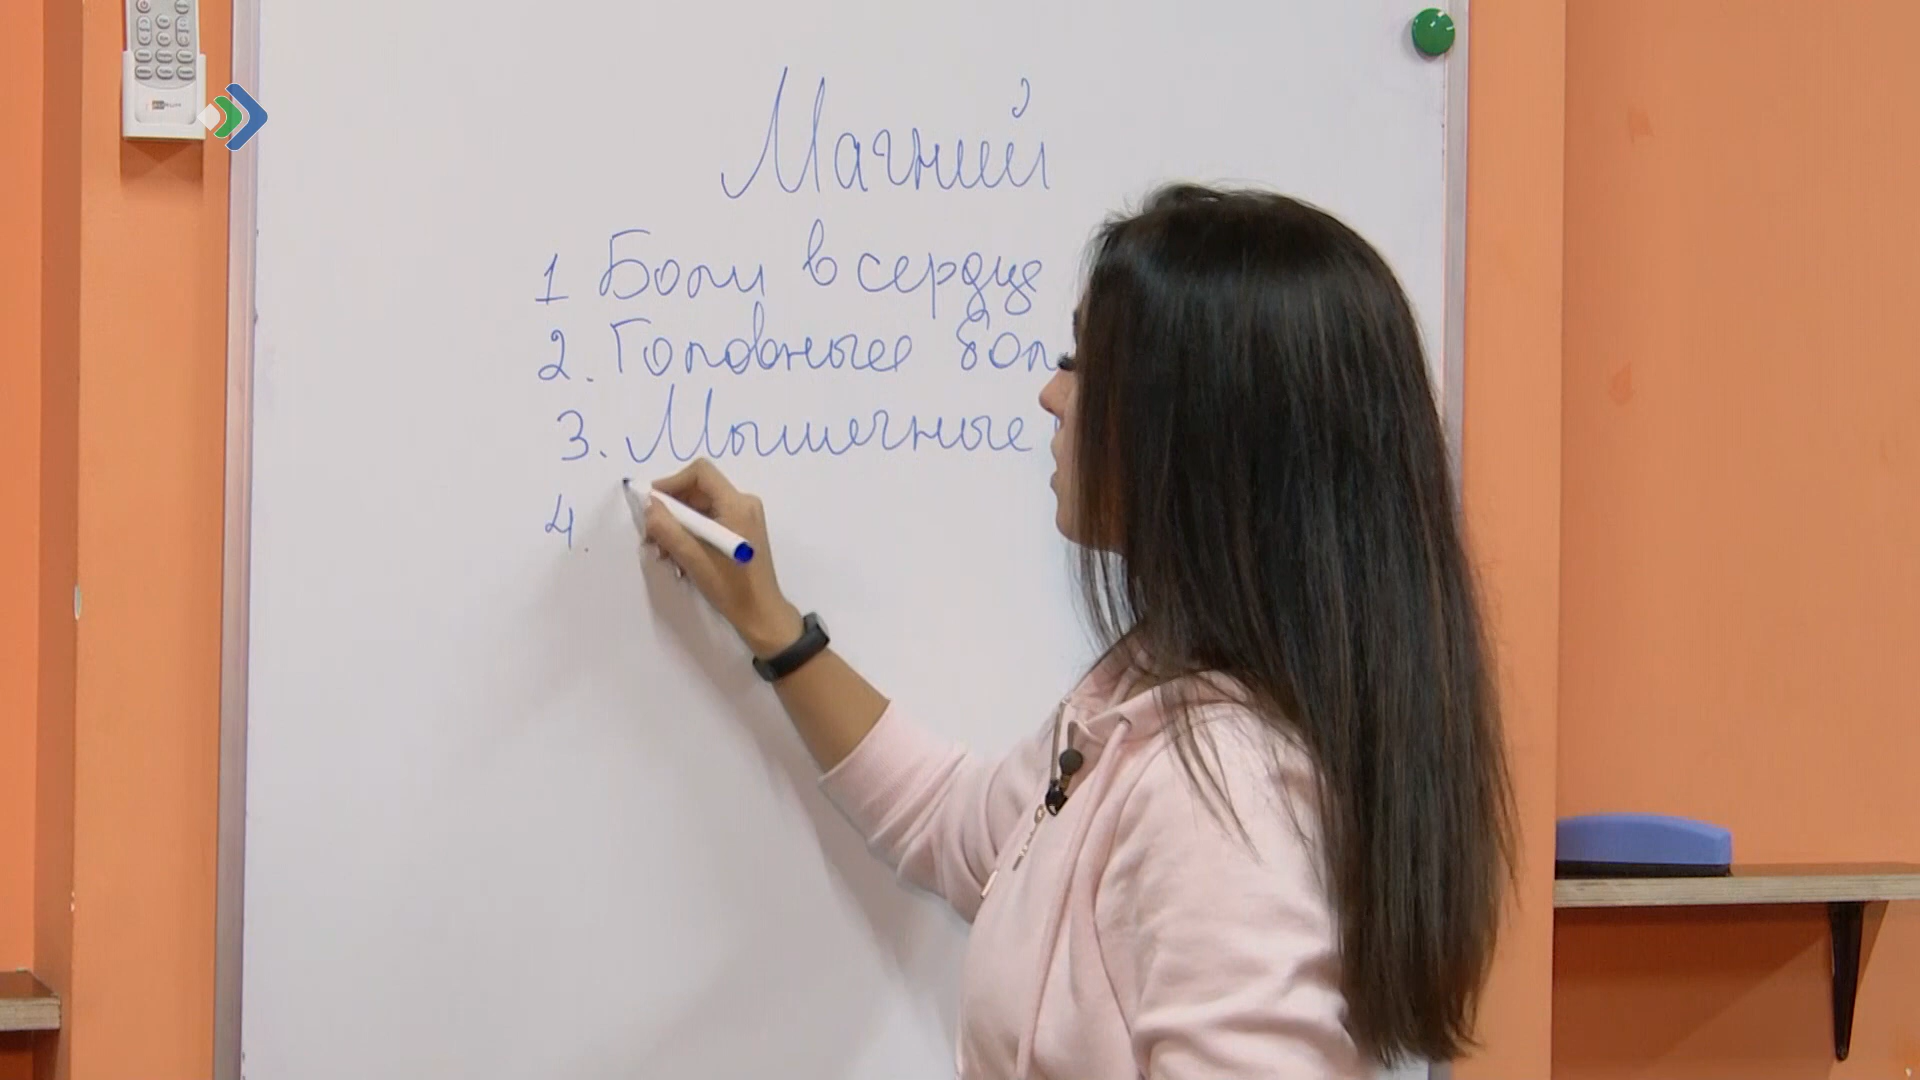 Магний
1 Боли в сердце
2. Головные бол
3. Мышечные
4.